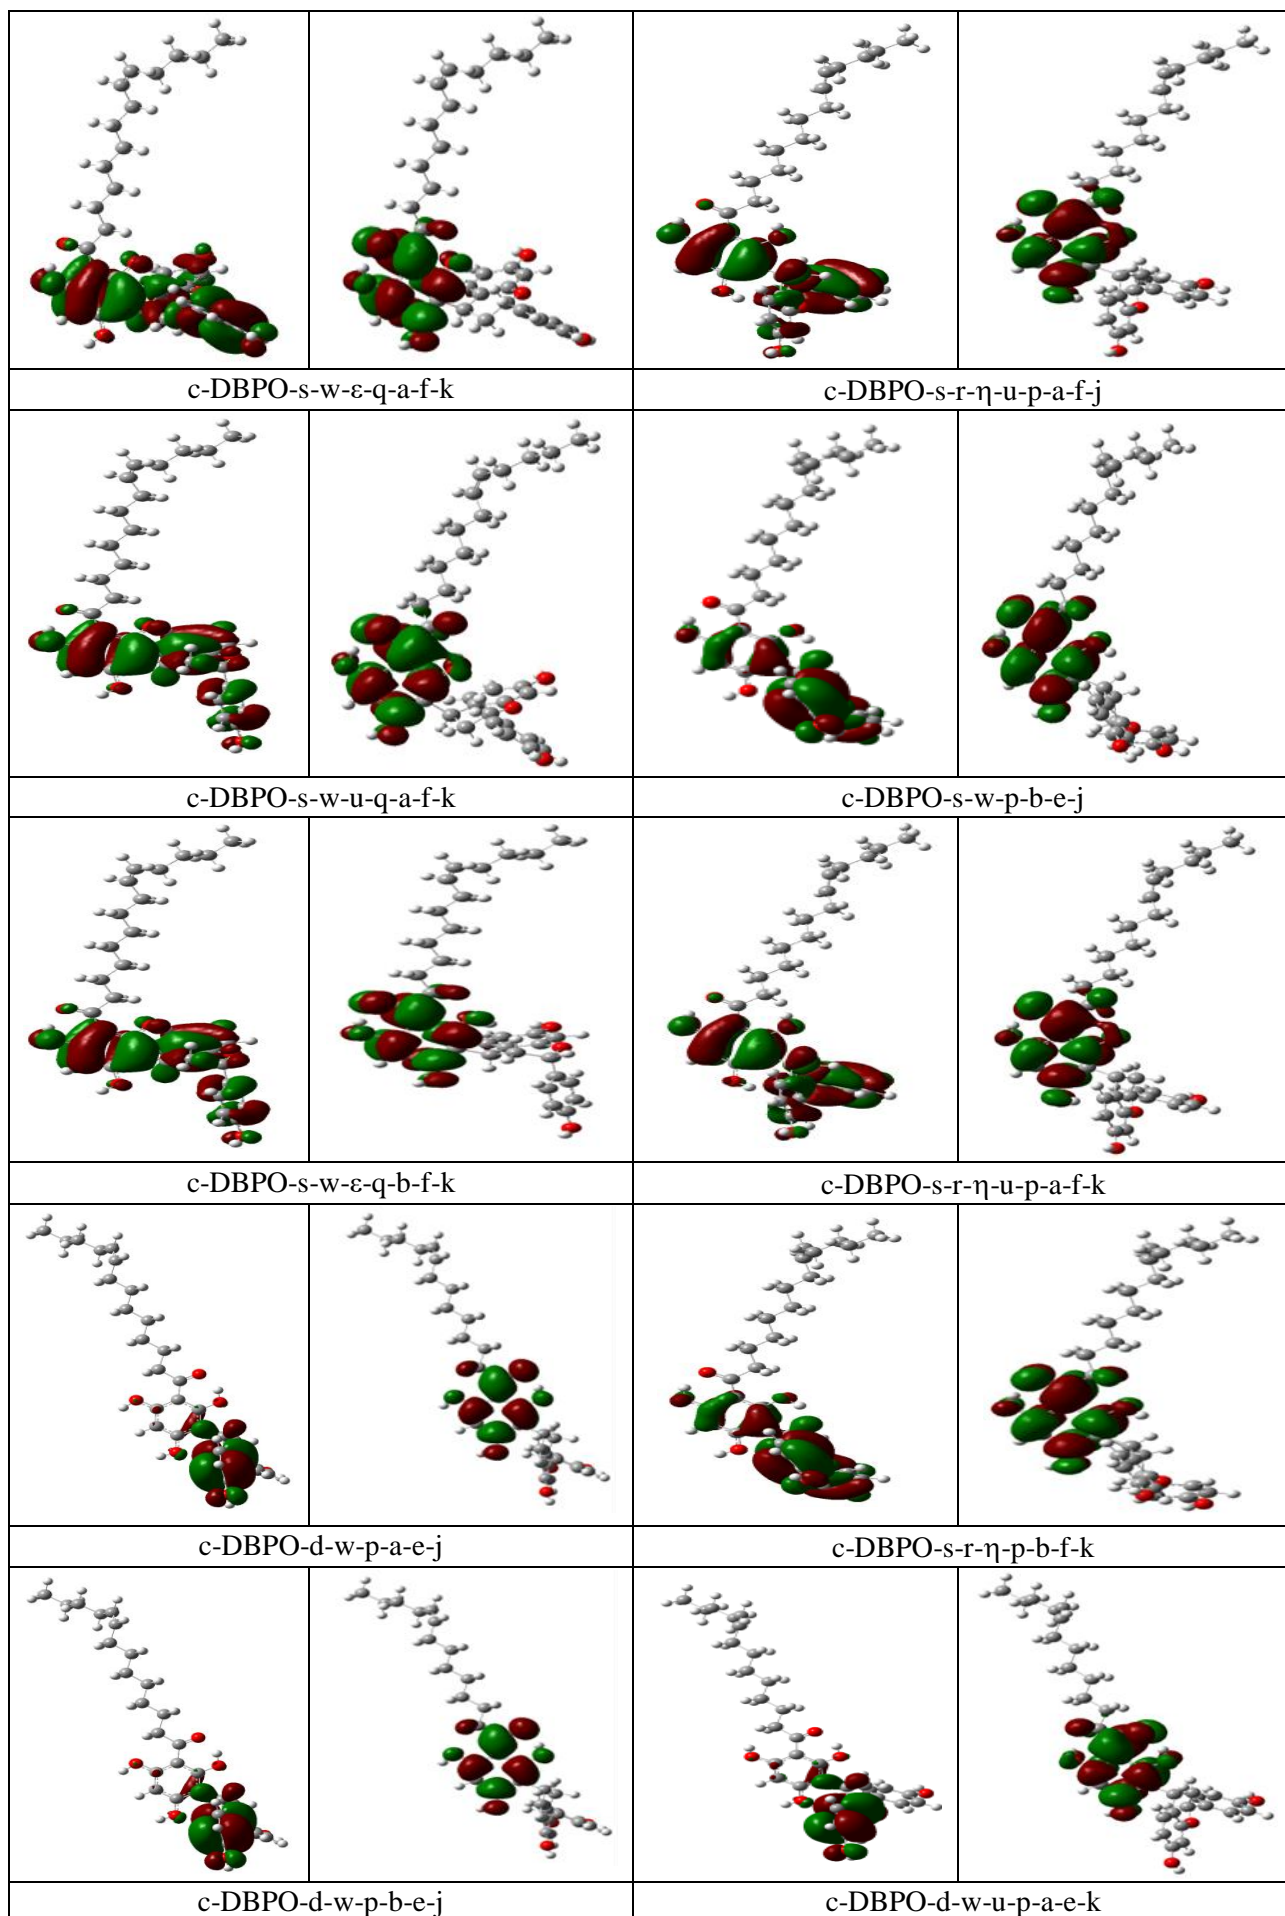 c-DBPO-s-w-ε-q-a-f-k
c-DBPO-s-r-η-u-p-a-f-j
c-DBPO-s-w-u-q-a-f-k
c-DBPO-s-w-p-b-e-j
c-DBPO-s-w-ε-q-b-f-k
c-DBPO-s-r-η-u-p-a-f-k
c-DBPO-d-w-p-a-e-j
c-DBPO-s-r-η-p-b-f-k
c-DBPO-d-w-p-b-e-j
c-DBPO-d-w-u-p-a-e-k